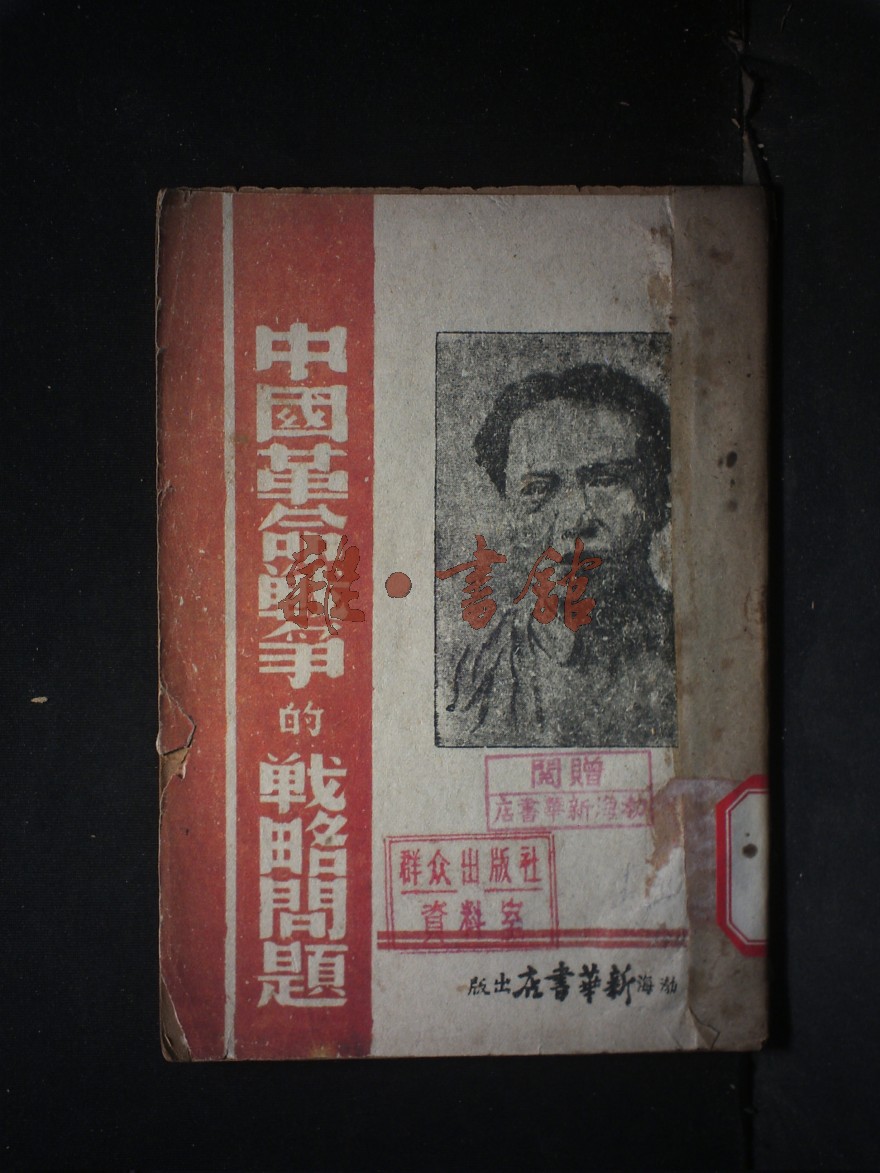 中國革命戰爭的戦略問題
雜·書館
贈閱
渤海新華書店
群众出版社
資料室
渤海新華書店出版